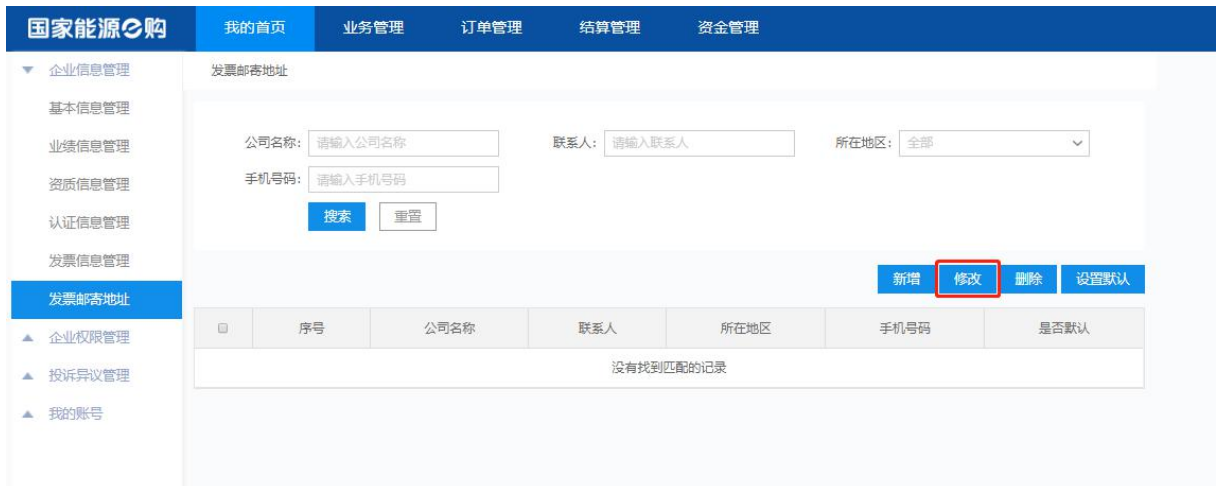 国家能源e购 我的首页 业务管理 订单管理 结算管理 资金管理
企业信息管理 发票邮寄地址
基本信息管理
业绩信息管理 公司名称: 请输入公司名称 联系人: 请输入联系人 所在地区: 全部
资质信息管理 手机号码: 请输入手机号码
认证信息管理 搜索 重置
发票信息管理 新增 修改 删除 设置默认
发票邮寄地址
企业权限管理 序号 公司名称 联系人 所在地区 手机号码 是否默认
投诉异议管理 没有找到匹配的记录
我的账号